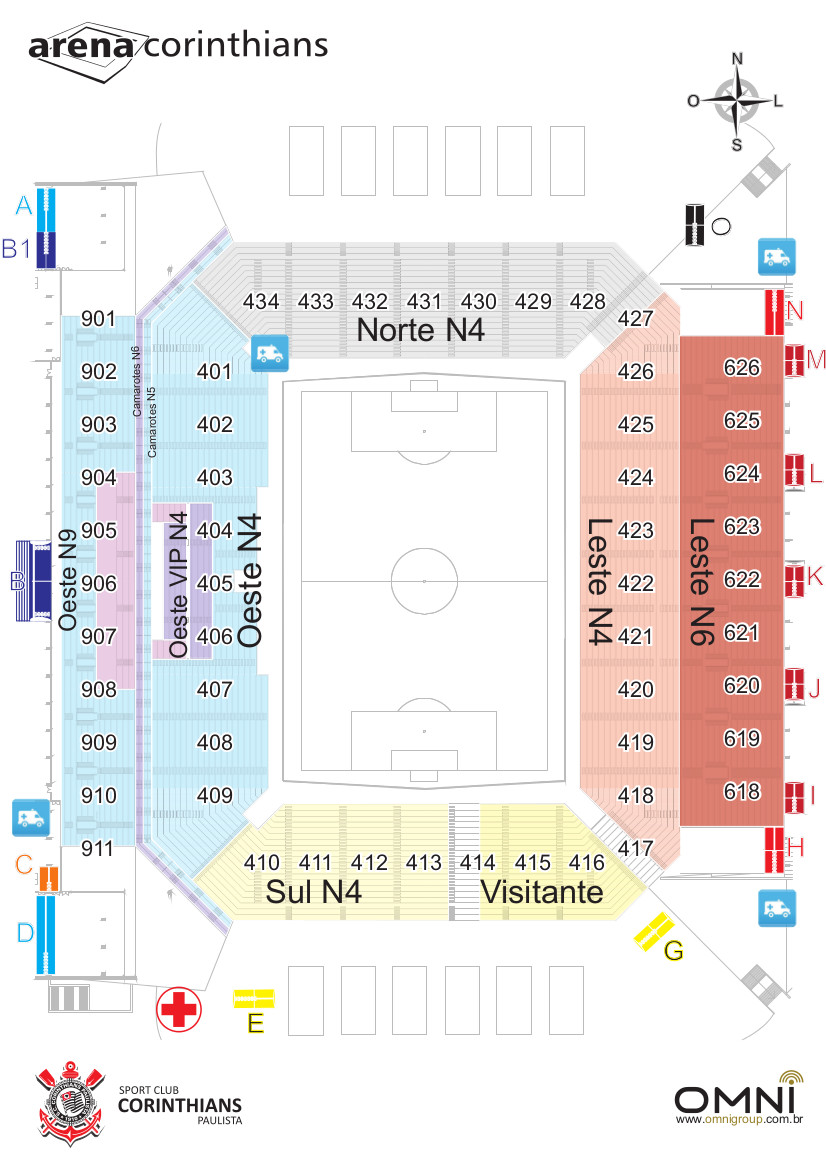 arena corinthians
N
O
L
S
A
B1
O
N
M
434
433
432
431
430
429
428
427
Norte N4
901
902
903
904
905
906
907
908
909
910
911
Oeste N9
Camarotes N6
Camarotes N5
401
402
403
404
405
406
407
408
409
Oeste VIP N4
Oeste N4
426
425
424
423
422
421
420
419
418
417
Leste N4
626
625
624
623
622
621
620
619
618
Leste N6
B
L
K
J
I
H
C
D
410
411
412
413
414
415
416
Sul N4
Visitante
G
E
SPORT CLUB
CORINTHIANS
PAULISTA
CORINTHIANS
OMNI
www.omnigroup.com.br